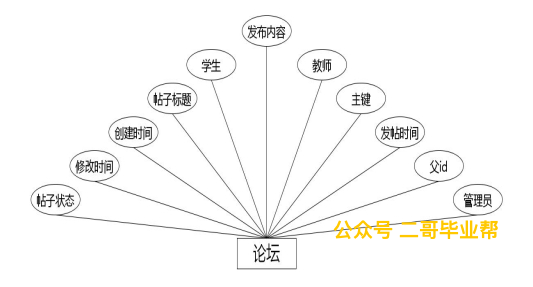 发布内容
学生
教师
帖子标题
主键
创建时间
发帖时间
修改时间
父id
帖子状态
管理员
公众号 二哥毕业帮
论坛